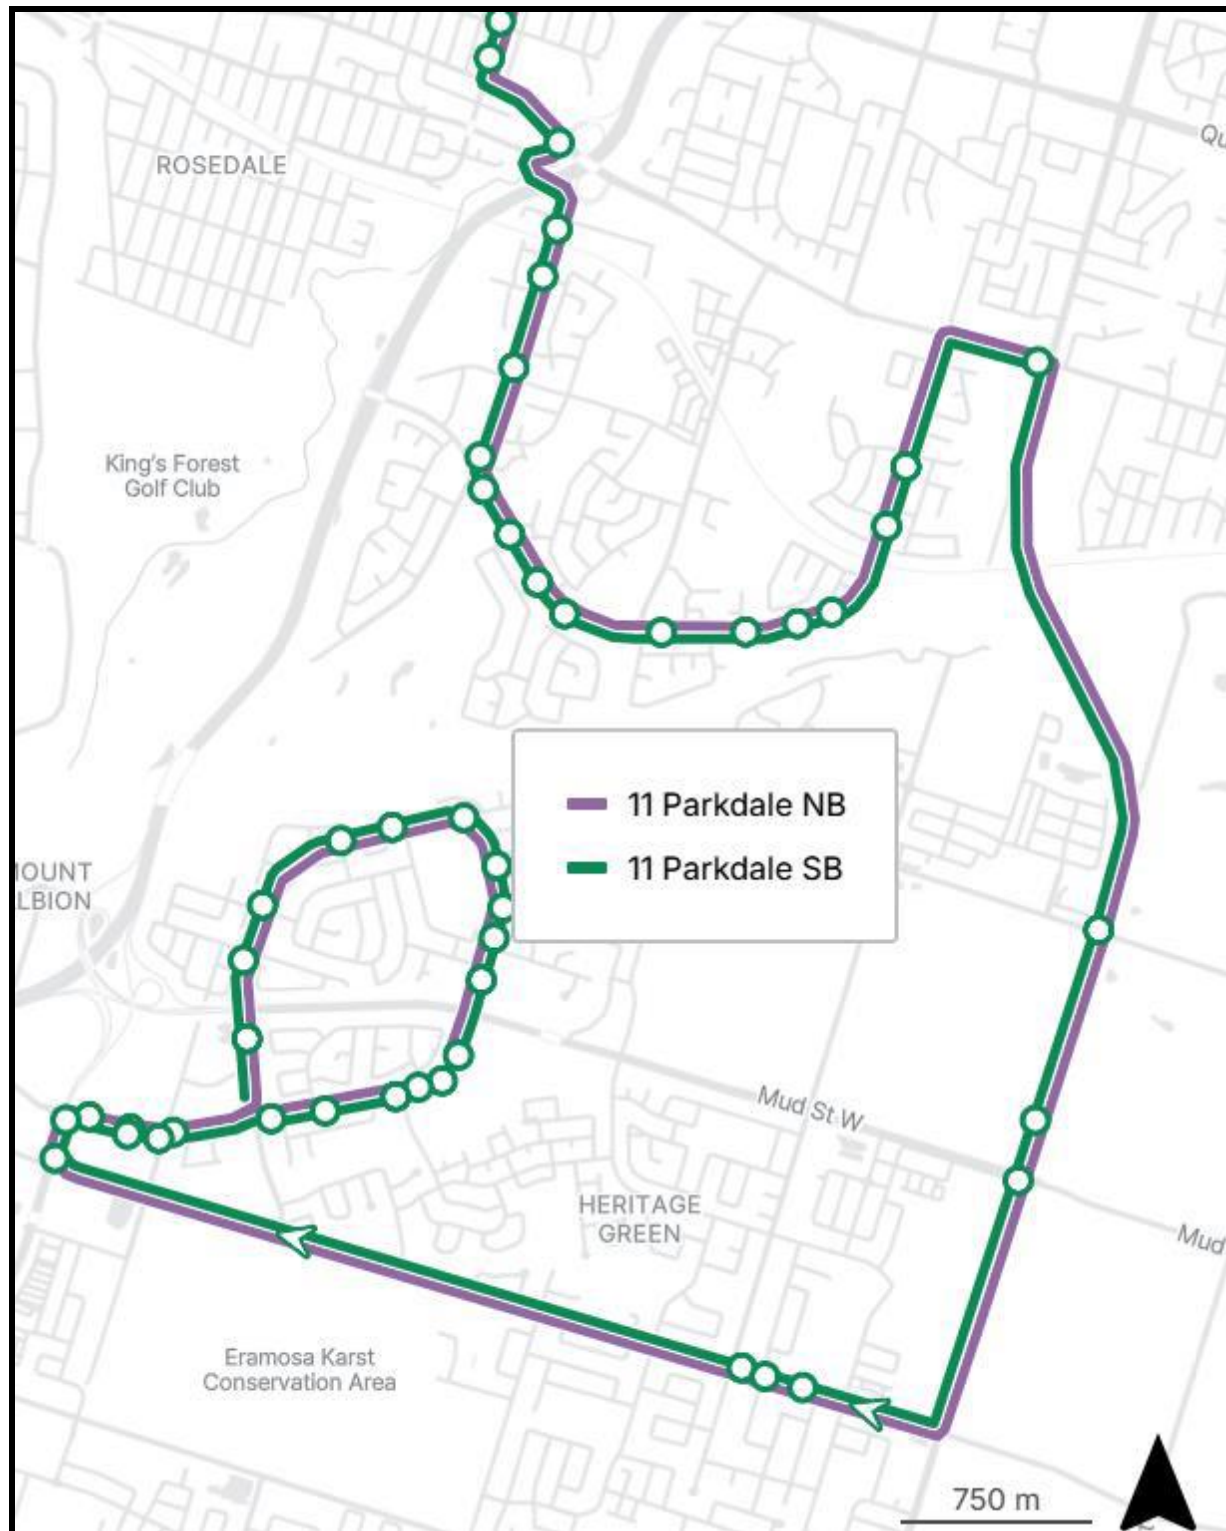 Qu
ROSEDALE
King's Forest
Golf Club
11 Parkdale NB
11 Parkdale SB
MOUNT
LBION
Mud St W
HERITAGE
GREEN
Mud
Eramosa Karst
Conservation Area
750 m